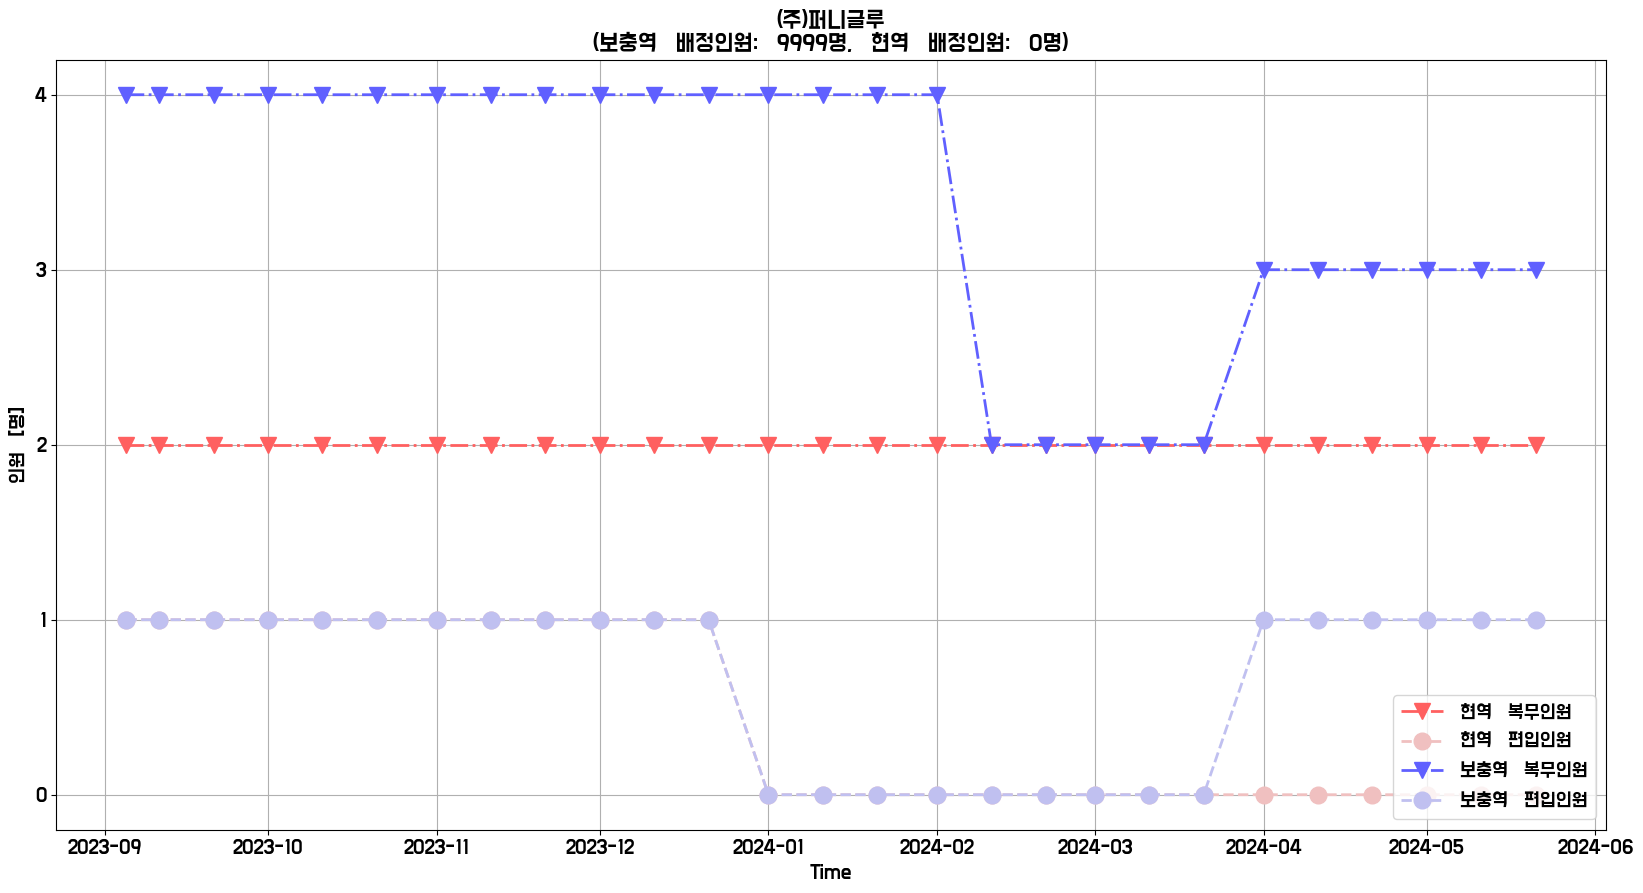 (주)퍼니글루
(보충역 배정인원: 9999명, 현역 배정인원: 0명)
4
3
2
1
0
인원 [명]
2023-09 2023-10 2023-11 2023-12 2024-01 2024-02 2024-03 2024-04 2024-05 2024-06
Time
현역 복무인원
현역 편입인원
보충역 복무인원
보충역 편입인원